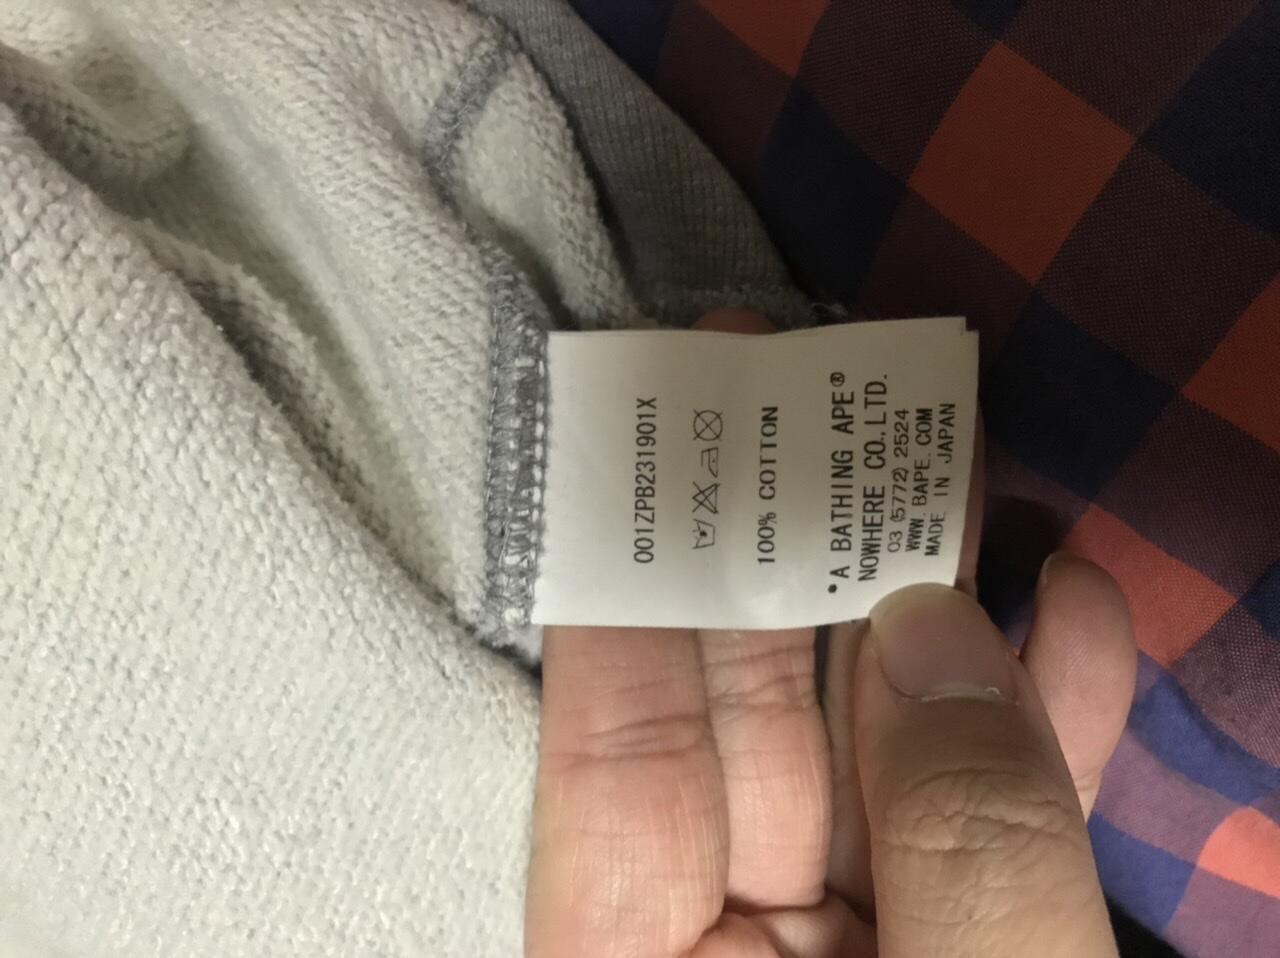 001ZPB231901X
100% COTTON
•A BATHING APE®
NOWHERE CO., LTD.
03 (5772) 2524
WWW. BAPE. COM
MADE IN JAPAN